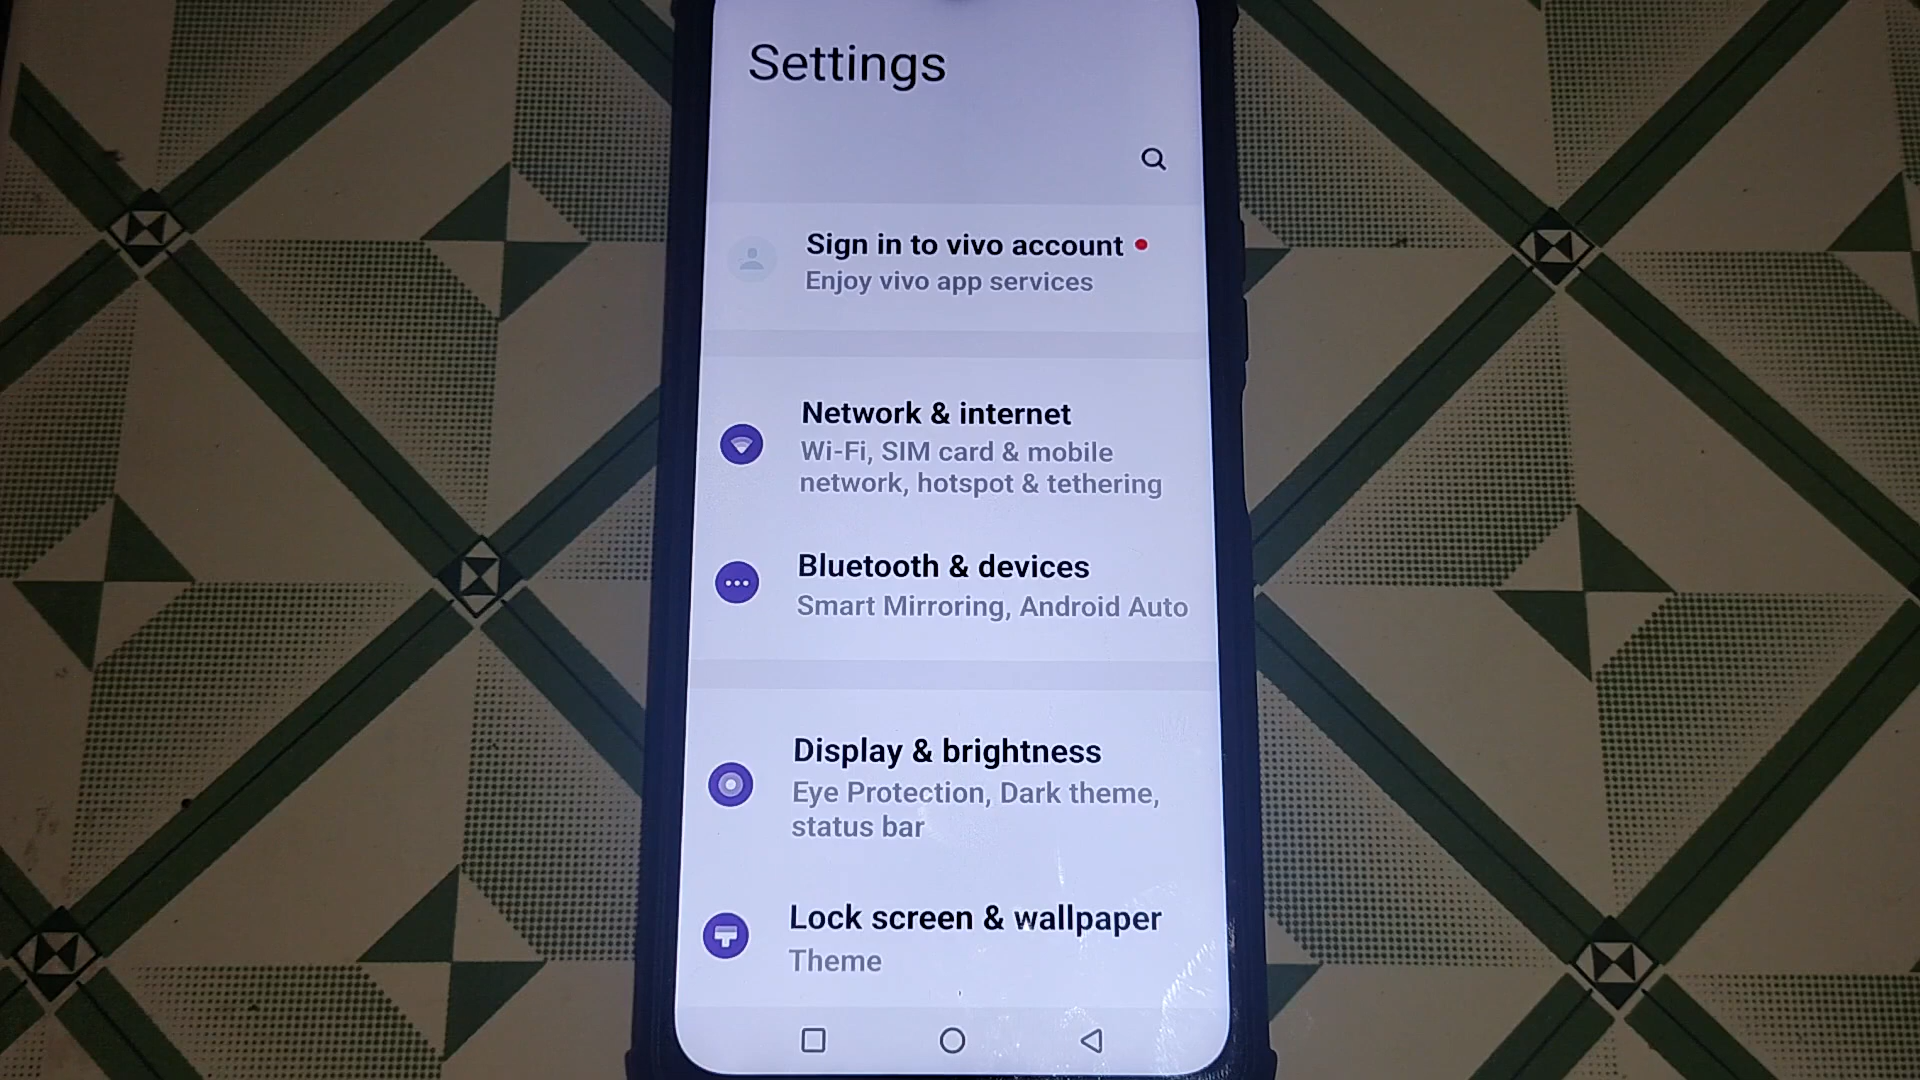 Settings
Sign in to vivo account
Enjoy vivo app services
Network & internet
Wi-Fi, SIM card & mobile
network, hotspot & tethering
Bluetooth & devices
Smart Mirroring, Android Auto
Display & brightness
Eye Protection, Dark theme,
status bar
Lock screen & wallpaper
Theme